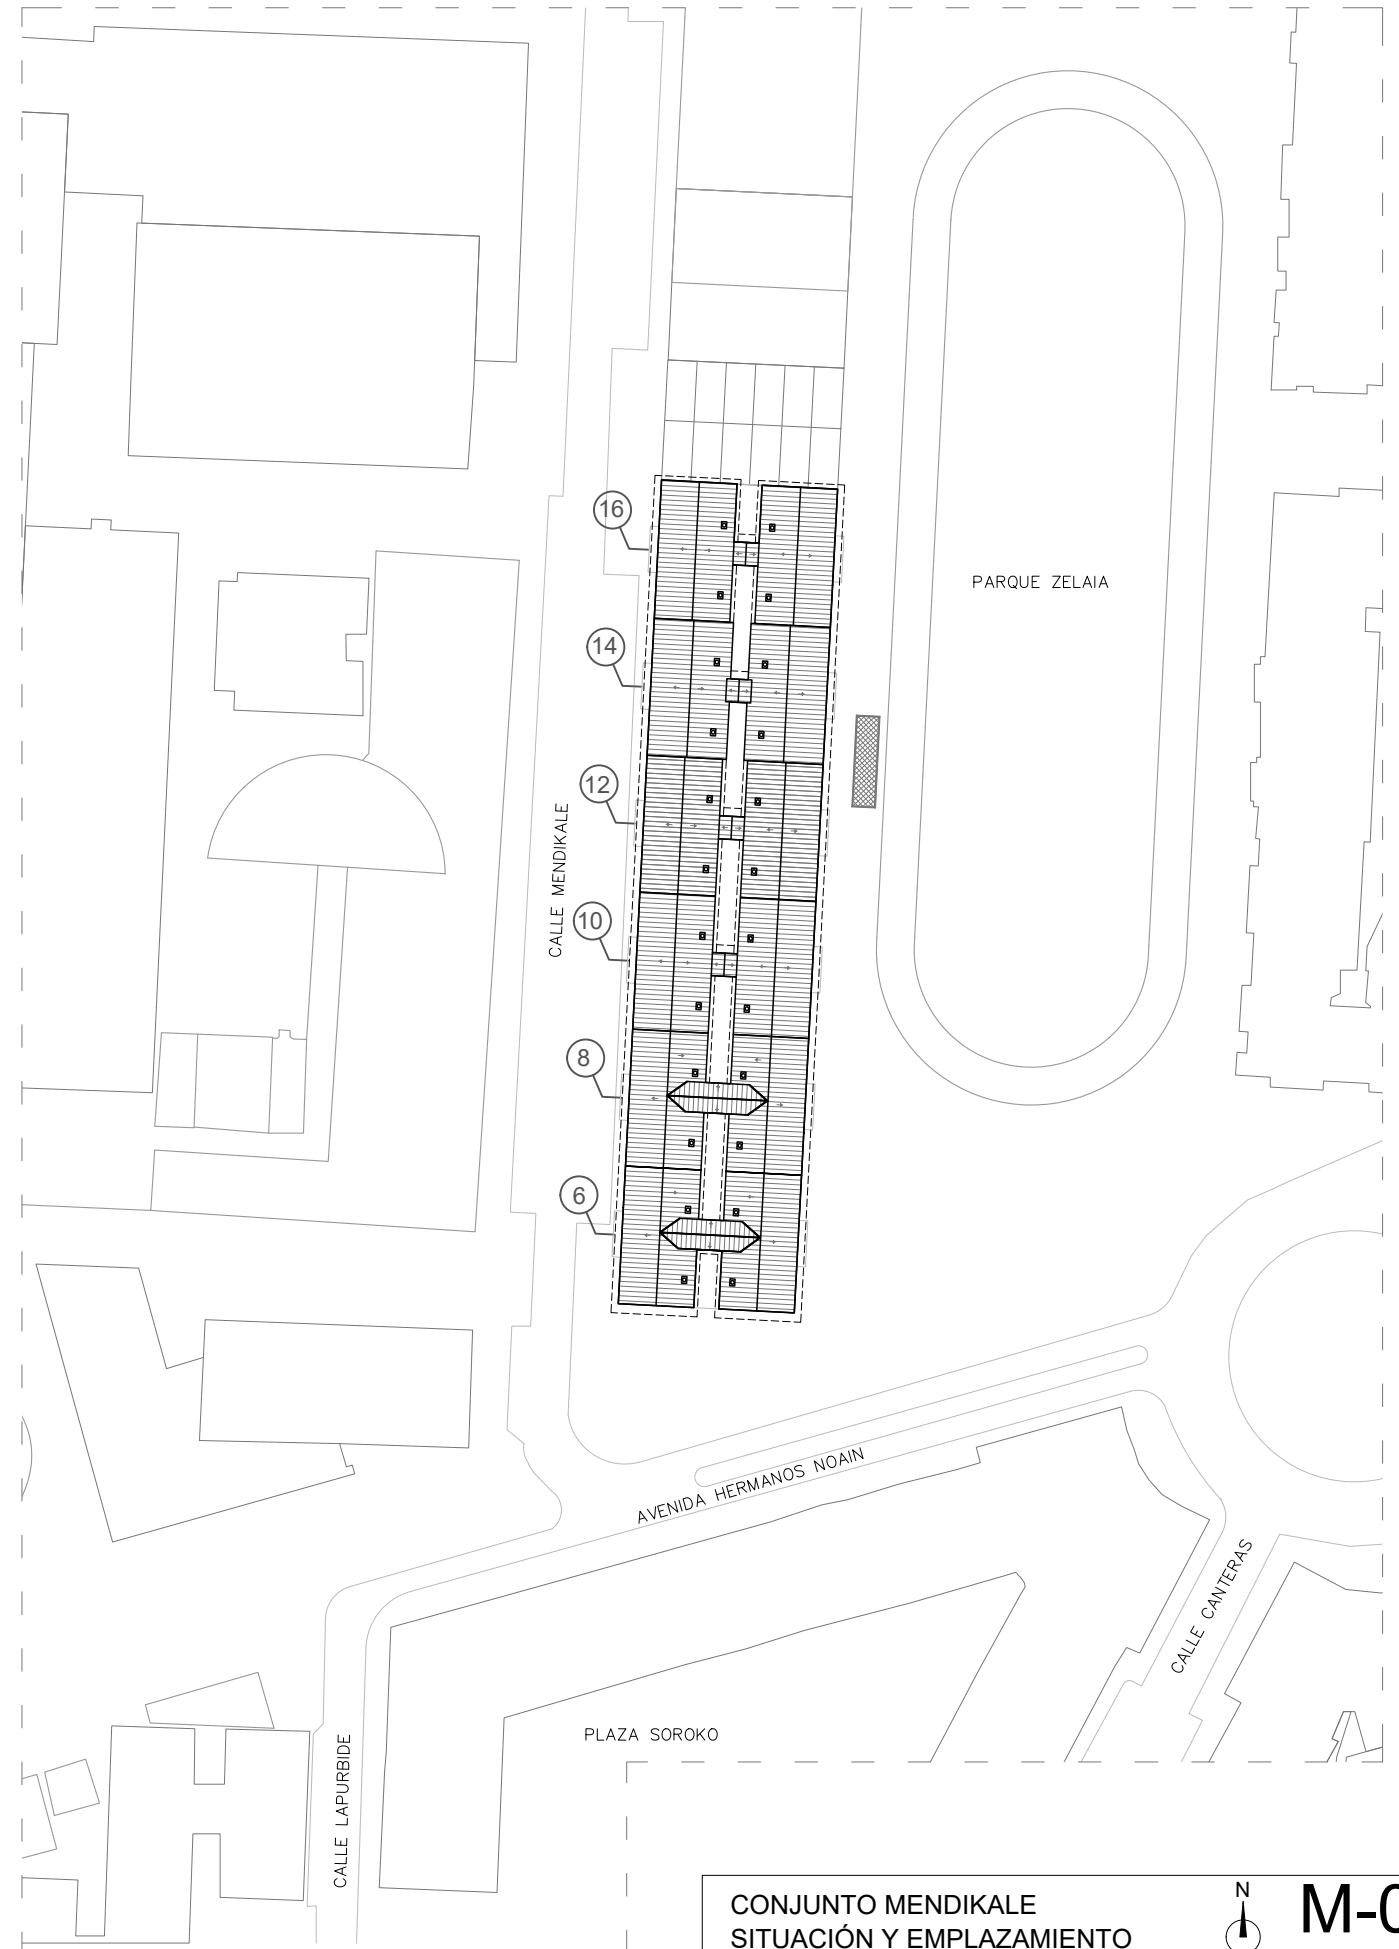 16
PARQUE ZELAIA
14
12
CALLE MENDIKALE
10
8
6
AVENIDA HERMANOS NOAIN
CALLE CANTERAS
PLAZA SOROKO
CALLE LAPURBIDE
CONJUNTO MENDIKALE
SITUACIÓN Y EMPLAZAMIENTO
N
M-0